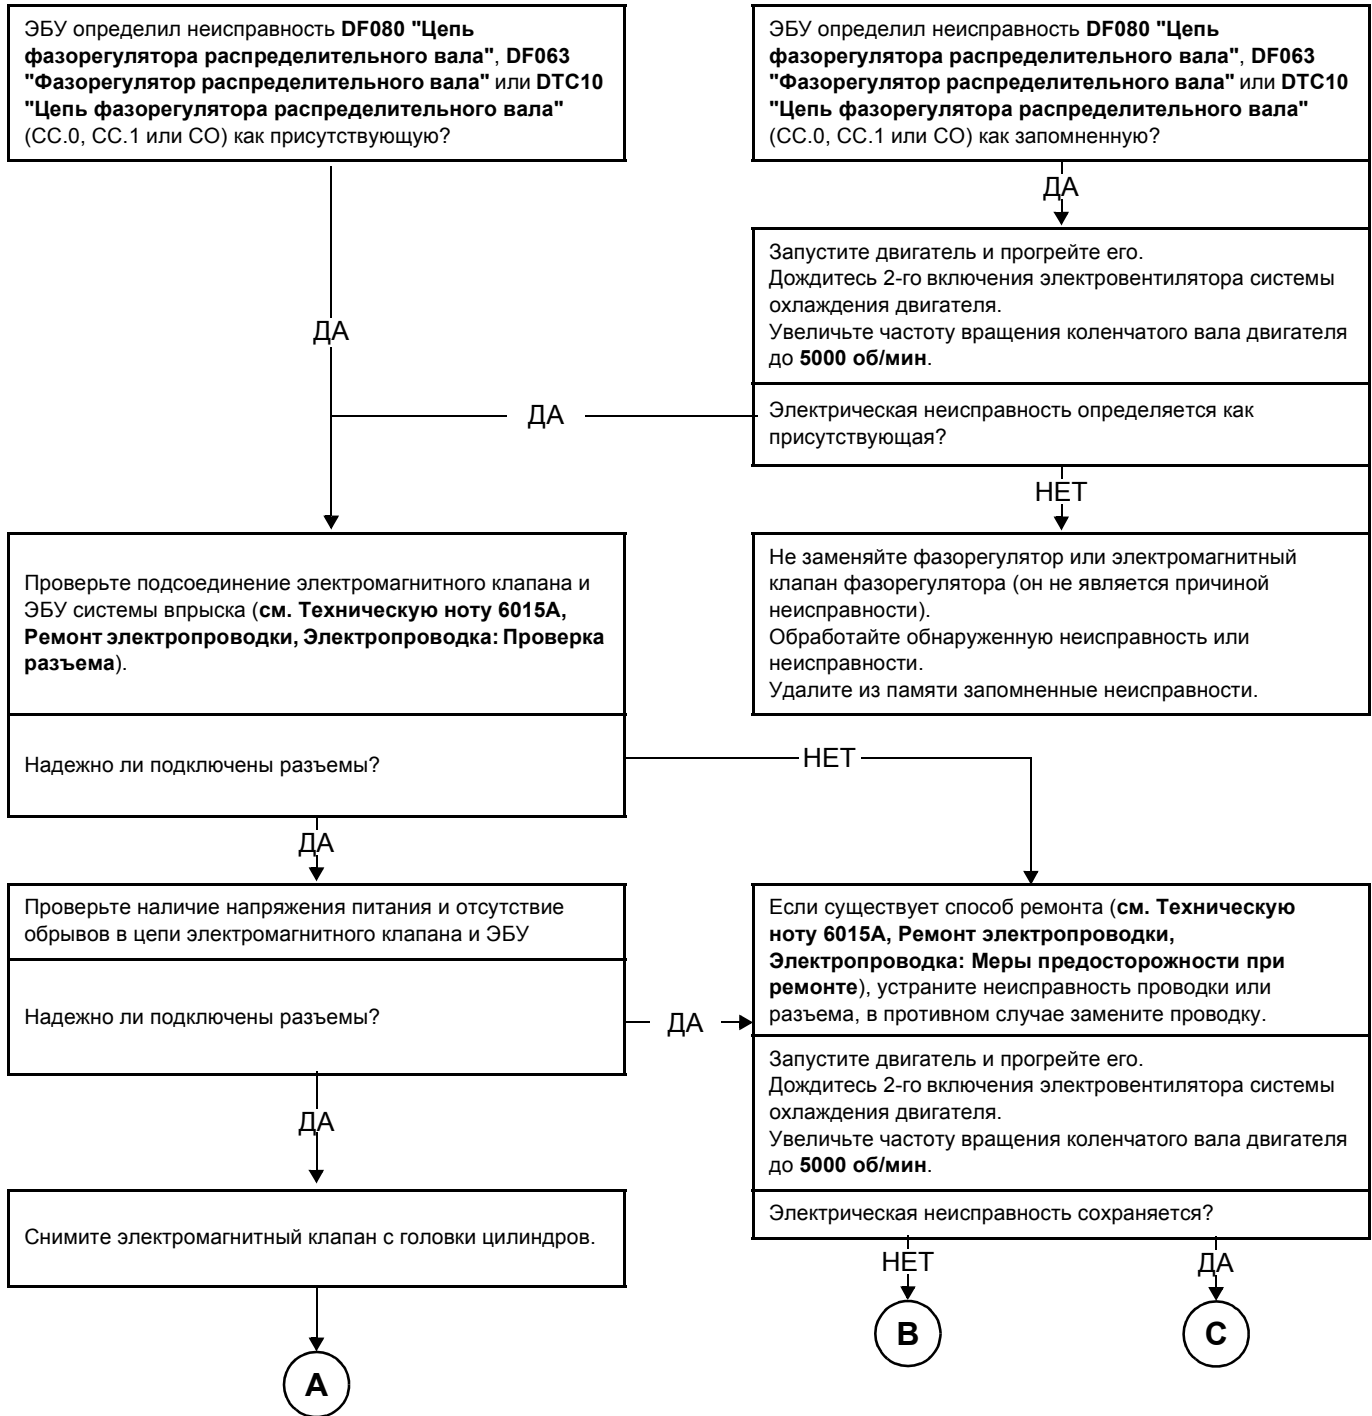 ЭБУ определил неисправность DF080 "Цепь
фазорегулятора распределительного вала", DF063
"Фазорегулятор распределительного вала" или DTC10
"Цепь фазорегулятора распределительного вала"
(CC.0, CC.1 или CO) как присутствующую?
ЭБУ определил неисправность DF080 "Цепь
фазорегулятора распределительного вала", DF063
"Фазорегулятор распределительного вала" или DTC10
"Цепь фазорегулятора распределительного вала"
(CC.0, CC.1 или CO) как запомненную?
ДА
Запустите двигатель и прогрейте его.
Дождитесь 2-го включения электровентилятора системы
охлаждения двигателя.
Увеличьте частоту вращения коленчатого вала двигателя
до 5000 об/мин.
ДА
ДА
Электрическая неисправность определяется как
присутствующая?
НЕТ
Проверьте подсоединение электромагнитного клапана и
ЭБУ системы впрыска (см. Техническую ноту 6015A,
Ремонт электропроводки, Электропроводка: Проверка
разъема).
Не заменяйте фазорегулятор или электромагнитный
клапан фазорегулятора (он не является причиной
неисправности).
Обработайте обнаруженную неисправность или
неисправности.
Удалите из памяти запомненные неисправности.
Надежно ли подключены разъемы?
НЕТ
ДА
Проверьте наличие напряжения питания и отсутствие
обрывов в цепи электромагнитного клапана и ЭБУ
Надежно ли подключены разъемы?
ДА
Если существует способ ремонта (см. Техническую
ноту 6015A, Ремонт электропроводки,
Электропроводка: Меры предосторожности при
ремонте), устраните неисправность проводки или
разъема, в противном случае замените проводку.
Запустите двигатель и прогрейте его.
Дождитесь 2-го включения электровентилятора системы
охлаждения двигателя.
Увеличьте частоту вращения коленчатого вала двигателя
до 5000 об/мин.
ДА
Снимите электромагнитный клапан с головки цилиндров.
Электрическая неисправность сохраняется?
НЕТ
ДА
B
C
A